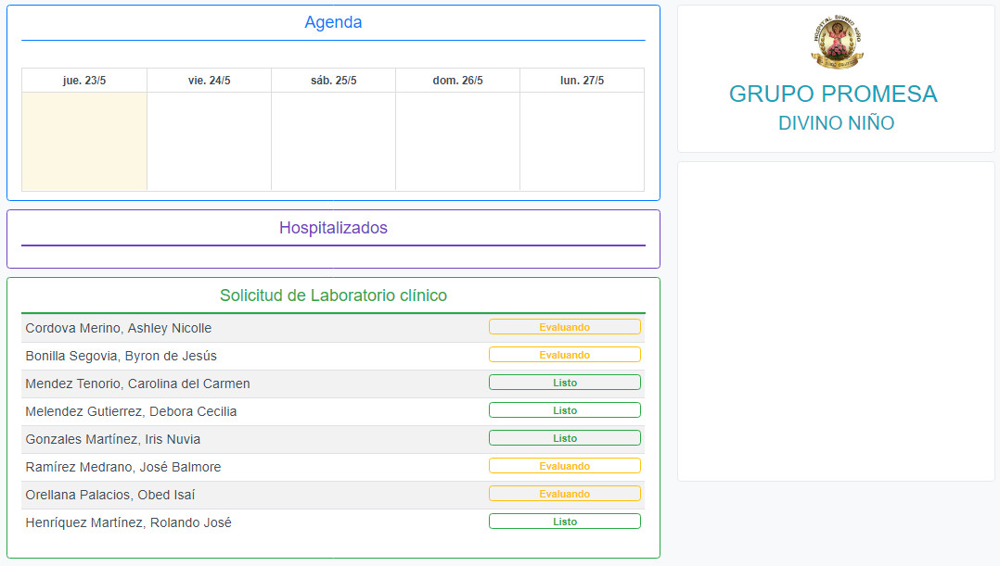 Agenda
jue. 23/5 vie. 24/5 sáb. 25/5 dom. 26/5 lun. 27/5
Hospitalizados
Solicitud de Laboratorio clínico
Cordova Merino, Ashley Nicolle Evaluando
Bonilla Segovia, Byron de Jesús Evaluando
Mendez Tenorio, Carolina del Carmen Listo
Melendez Gutierrez, Debora Cecilia Listo
Gonzales Martínez, Iris Nuvia Listo
Ramírez Medrano, José Balmore Evaluando
Orellana Palacios, Obed Isaí Evaluando
Henríquez Martínez, Rolando José Listo
HOSPITAL DIVINO NIÑO
GRUPO PROMESA
DIVINO NIÑO